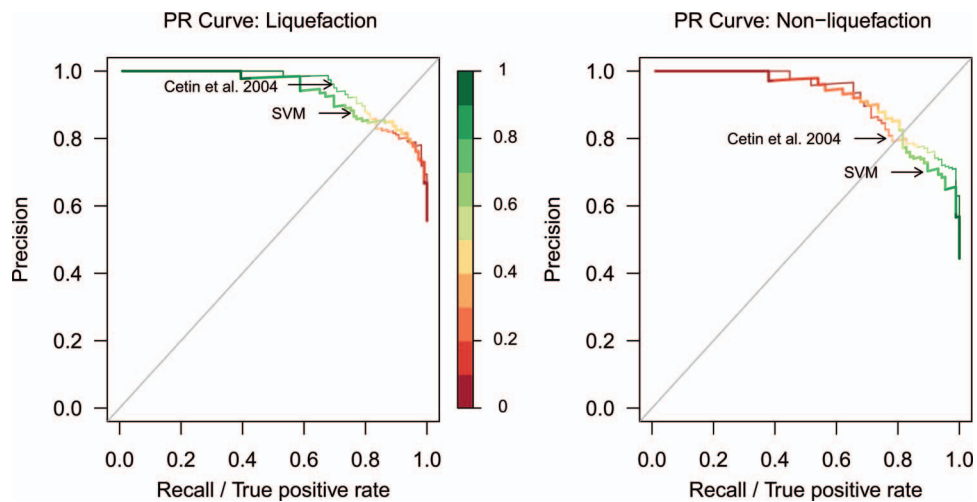 PR Curve: Liquefaction
Precision
1.0
0.8
0.6
0.4
0.2
0.0
Cetin et al. 2004
SVM
0.0 0.2 0.4 0.6 0.8 1.0
Recall / True positive rate
1
0.8
0.6
0.4
0.2
0
PR Curve: Non-liquefaction
Precision
1.0
0.8
0.6
0.4
0.2
0.0
Cetin et al. 2004
SVM
0.0 0.2 0.4 0.6 0.8 1.0
Recall / True positive rate